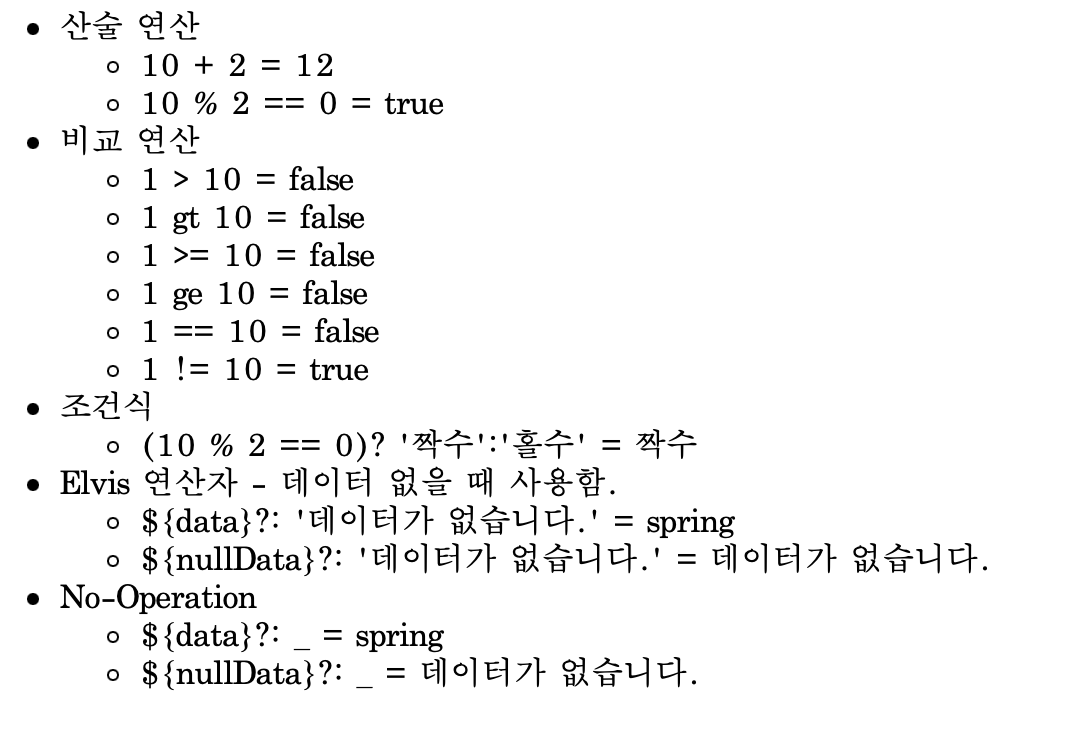 산술 연산
10 + 2 = 12
10 % 2 == 0 = true
비교 연산
1 > 10 = false
1 gt 10 = false
1 >= 10 = false
1 ge 10 = false
1 == 10 = false
1 != 10 = true
조건식
(10 % 2 == 0)? '짝수':'홀수' = 짝수
Elvis 연산자 - 데이터 없을 때 사용함.
${data}?: '데이터가 없습니다.' = spring
${nullData}?: '데이터가 없습니다.' = 데이터가 없습니다.
No-Operation
${data}?: _ = spring
${nullData}?: _ = 데이터가 없습니다.